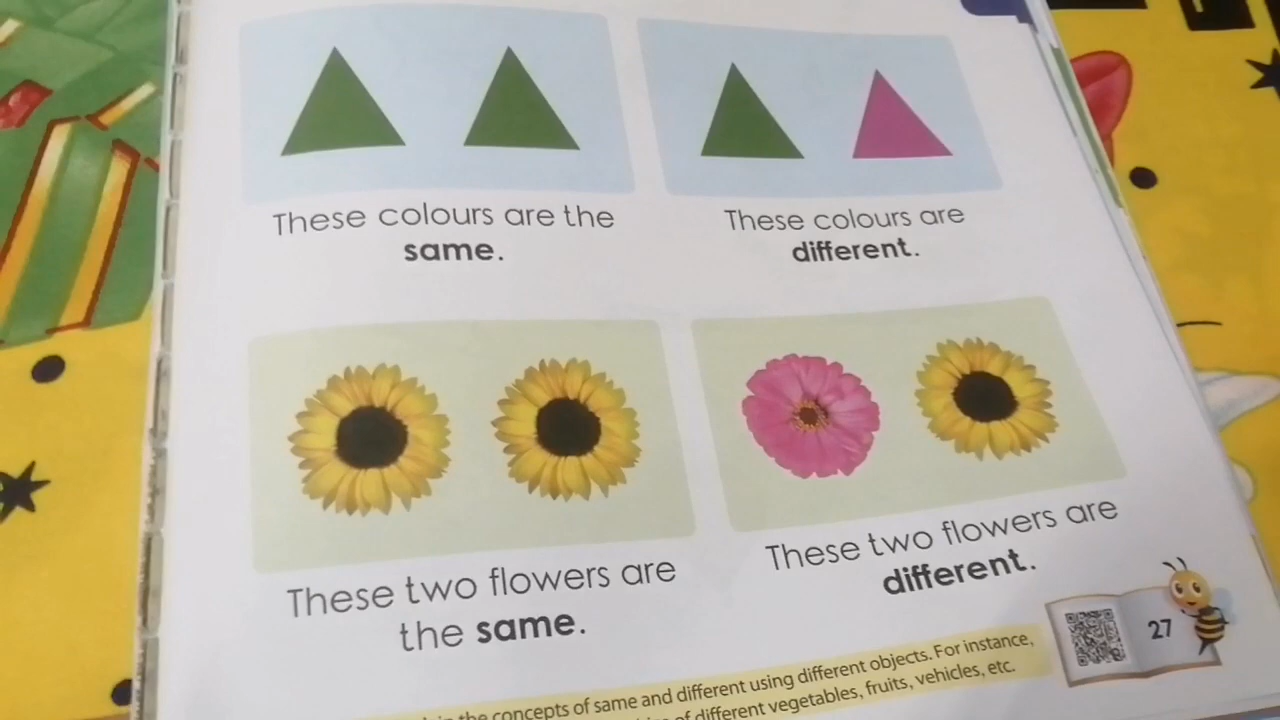 These colours are the
same.
These colours are
different.
These two flowers are
the same.
These two flowers are
different.
27
the concepts of same and different using different objects. For instance,
of different vegetables, fruits, vehicles, etc.